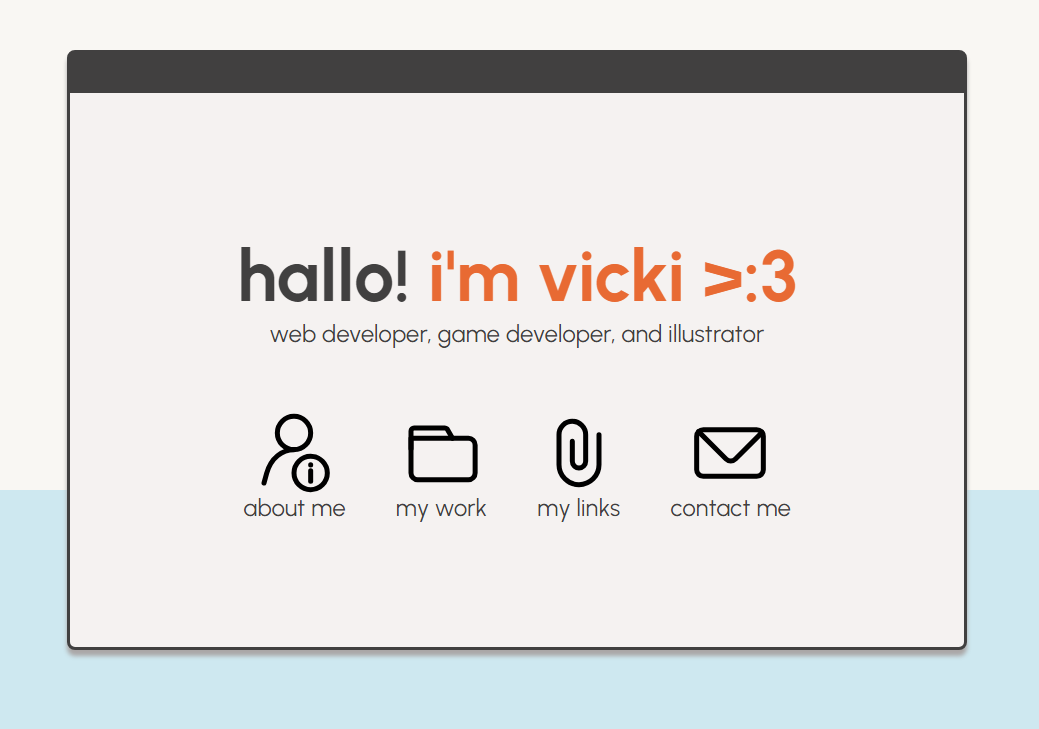 hallo! i'm vicki >:3
web developer, game developer, and illustrator
about me my work my links contact me